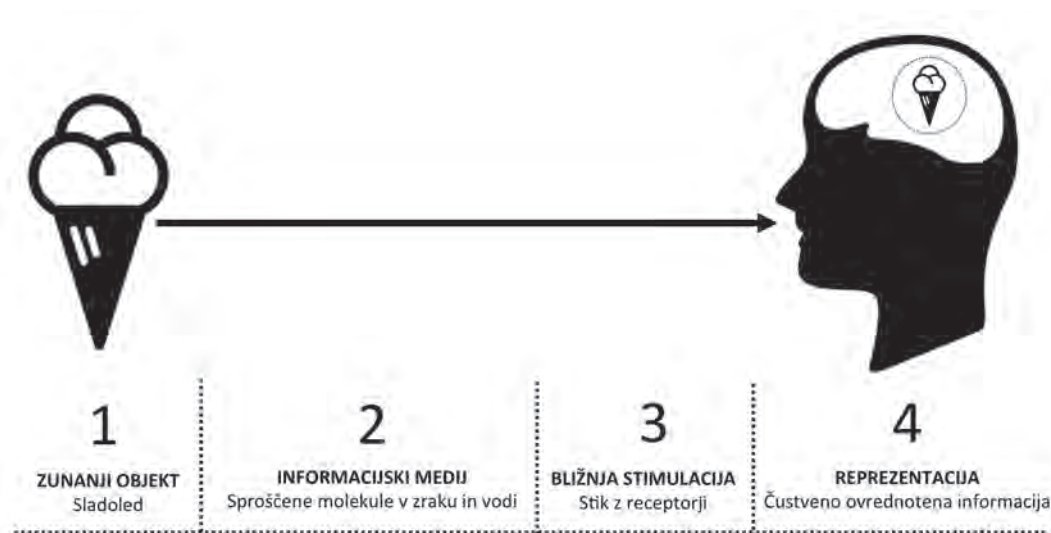 1
ZUNANJI OBJEKT
Sladoled
2
INFORMACIJSKI MEDIJ
Sproščene molekule v zraku in vodi
3
BLIŽNJA STIMULACIJA
Stik z receptorji
4
REPREZENTACIJA
Čustveno ovrednotena informacija